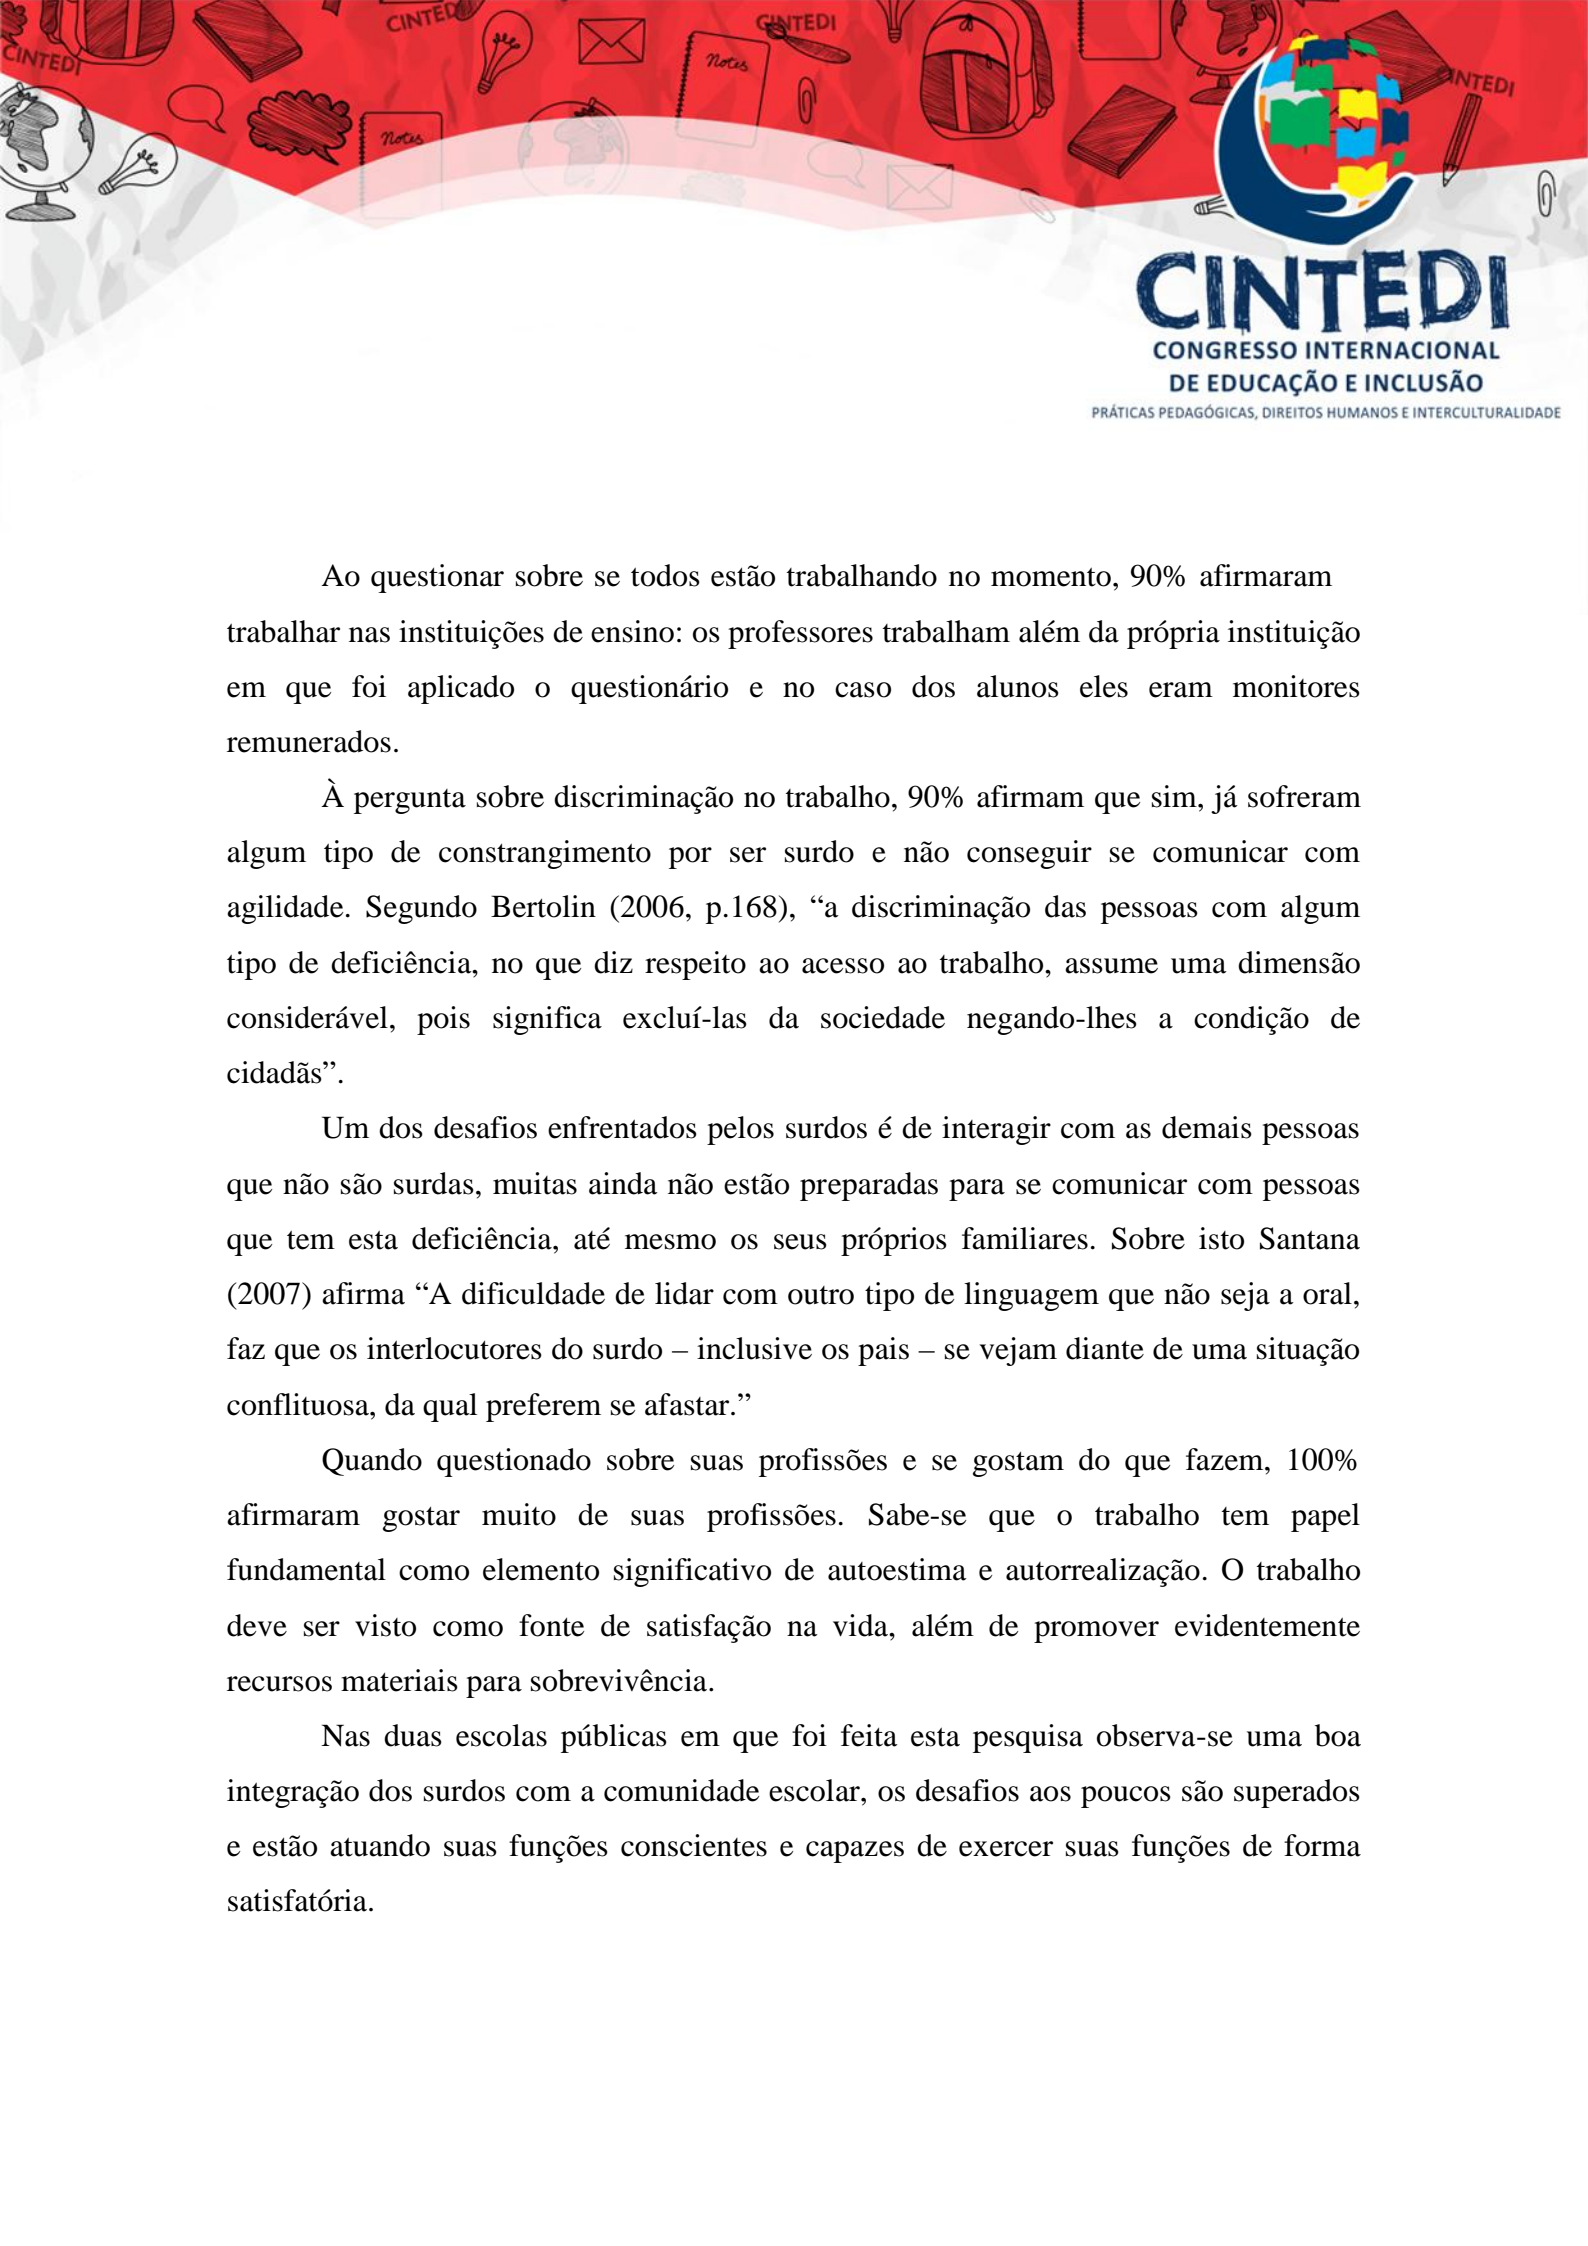 CINTEDI
CINTEDI
CINTEDI
Notes
Notes
CINTEDI
CINTEDI
CONGRESSO INTERNACIONAL
DE EDUCAÇÃO E INCLUSÃO
PRÁTICAS PEDAGÓGICAS, DIREITOS HUMANOS E INTERCULTURALIDADE
Ao questionar sobre se todos estão trabalhando no momento, 90% afirmaram
trabalhar nas instituições de ensino: os professores trabalham além da própria instituição
em que foi aplicado o questionário e no caso dos alunos eles eram monitores
remunerados.
À pergunta sobre discriminação no trabalho, 90% afirmam que sim, já sofreram
algum tipo de constrangimento por ser surdo e não conseguir se comunicar com
agilidade. Segundo Bertolin (2006, p.168), “a discriminação das pessoas com algum
tipo de deficiência, no que diz respeito ao acesso ao trabalho, assume uma dimensão
considerável, pois significa excluí-las da sociedade negando-lhes a condição de
cidadãs”.
Um dos desafios enfrentados pelos surdos é de interagir com as demais pessoas
que não são surdas, muitas ainda não estão preparadas para se comunicar com pessoas
que tem esta deficiência, até mesmo os seus próprios familiares. Sobre isto Santana
(2007) afirma “A dificuldade de lidar com outro tipo de linguagem que não seja a oral,
faz que os interlocutores do surdo – inclusive os pais – se vejam diante de uma situação
conflituosa, da qual preferem se afastar.”
Quando questionado sobre suas profissões e se gostam do que fazem, 100%
afirmaram gostar muito de suas profissões. Sabe-se que o trabalho tem papel
fundamental como elemento significativo de autoestima e autorrealização. O trabalho
deve ser visto como fonte de satisfação na vida, além de promover evidentemente
recursos materiais para sobrevivência.
Nas duas escolas públicas em que foi feita esta pesquisa observa-se uma boa
integração dos surdos com a comunidade escolar, os desafios aos poucos são superados
e estão atuando suas funções conscientes e capazes de exercer suas funções de forma
satisfatória.